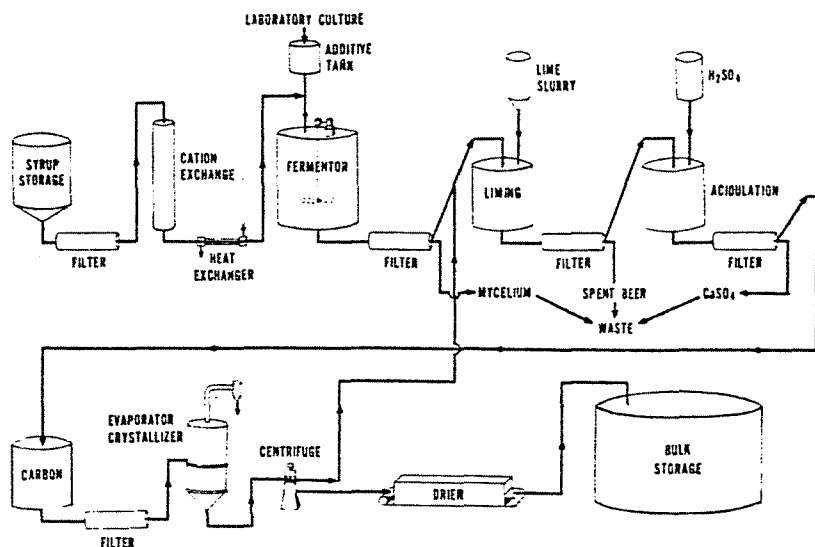 LABORATORY CULTURE
ADDITIVE
TANK
LIME
SLURRY
H₂SO₄
SYRUP
STORAGE
CATION
EXCHANGE
FERMENTOR
LIMING
ACIDULATION
FILTER
HEAT
EXCHANGER
FILTER
FILTER
FILTER
MYCELIUM
SPENT BEER
CaSO₄
WASTE
EVAPORATOR
CRYSTALLIZER
CENTRIFUGE
CARBON
DRIER
BULK
STORAGE
FILTER